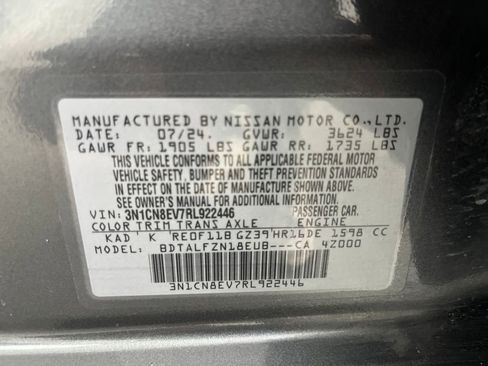 MANUFACTURED BY NISSAN MOTOR CO.,LTD.
DATE: 07/24. GVWR: 3624 LBS
GAWR FR: 1905 LBS GAWR RR: 1735 LBS
THIS VEHICLE CONFORMS TO ALL APPLICABLE FEDERAL MOTOR
VEHICLE SAFETY, BUMPER AND THEFT PREVENTION STANDARDS
IN EFFECT ON THE DATE OF MANUFACTURE SHOWN ABOVE.
SEE OWNER'S MANUAL FOR ADDITIONAL INFORMATION.
VIN: 3N1CN8EV7RL922446 PASSENGER CAR.
COLOR TRIM TRANS AXLE ENGINE
KAD K RE0F11B GZ39 HR16DE 1598 CC
MODEL: BDTALFZN18EUB---CA 4Z000
3N1CN8EV7RL922446